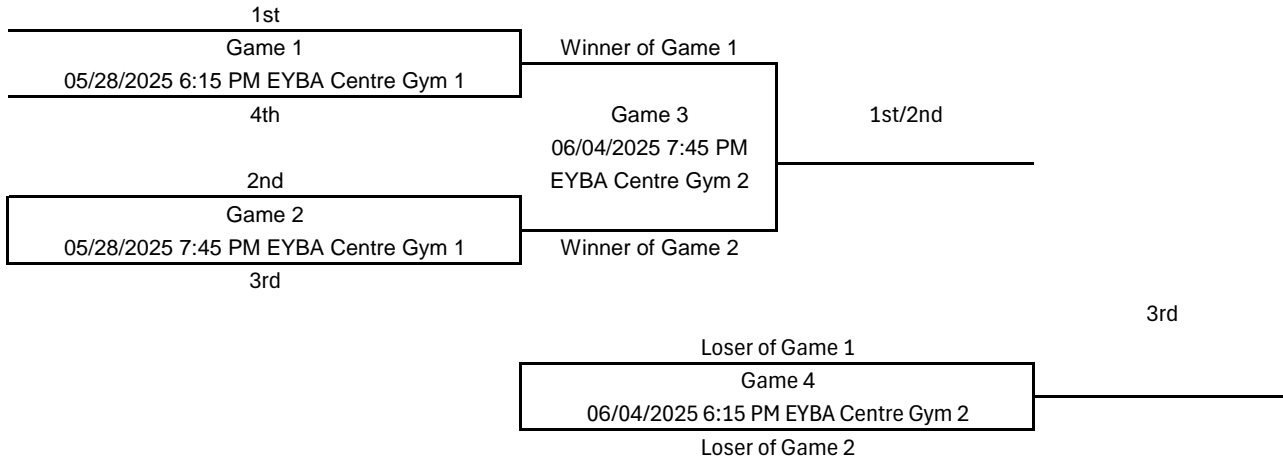 1st
Game 1
05/28/2025 6:15 PM EYBA Centre Gym 1
4th
Winner of Game 1
Game 3
06/04/2025 7:45 PM
EYBA Centre Gym 2
Winner of Game 2
1st/2nd
2nd
Game 2
05/28/2025 7:45 PM EYBA Centre Gym 1
3rd
3rd
Loser of Game 1
Game 4
06/04/2025 6:15 PM EYBA Centre Gym 2
Loser of Game 2